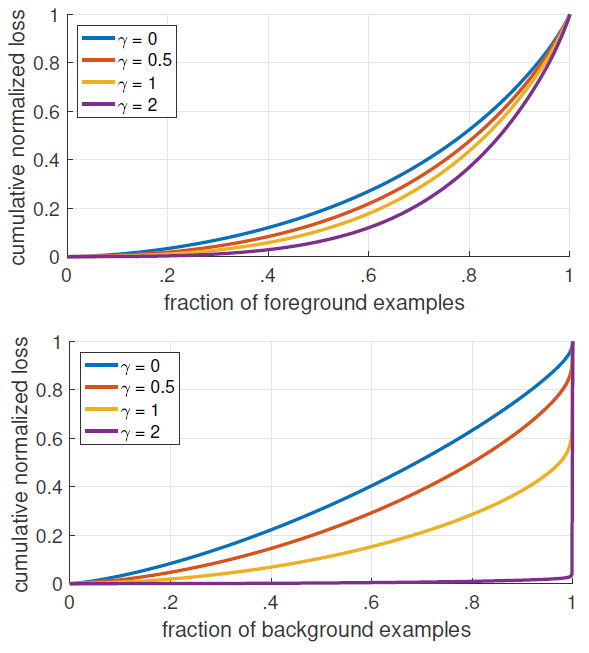 cumulative normalized loss
1
0.8
0.6
0.4
0.2
0
γ = 0
γ = 0.5
γ = 1
γ = 2
0 .2 .4 .6 .8 1
fraction of foreground examples
cumulative normalized loss
1
0.8
0.6
0.4
0.2
0
γ = 0
γ = 0.5
γ = 1
γ = 2
0 .2 .4 .6 .8 1
fraction of background examples